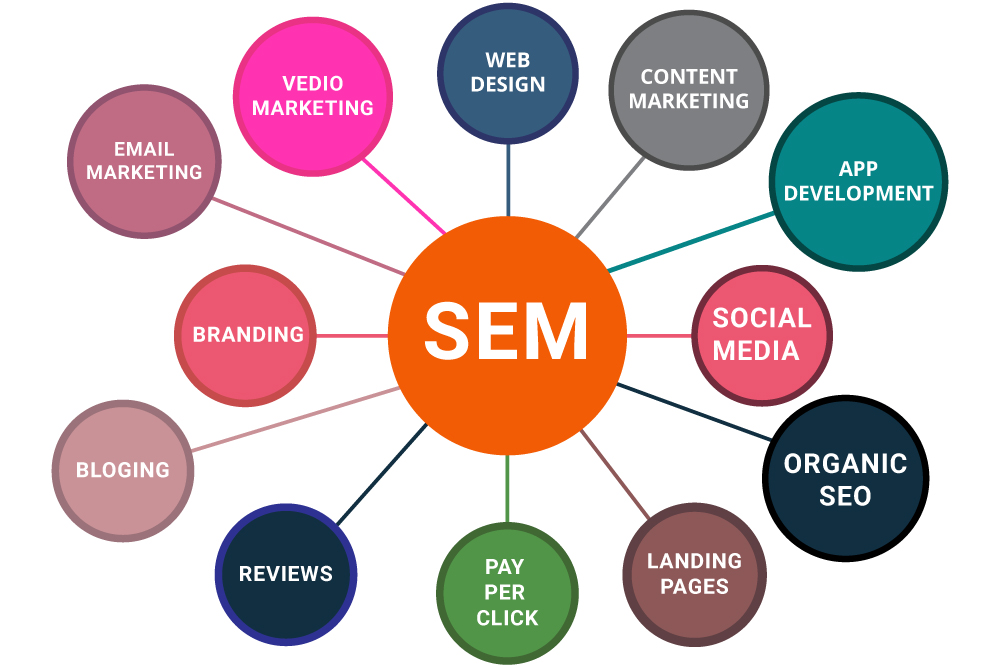 WEB
DESIGN
CONTENT
MARKETING
VEDIO
MARKETING
EMAIL
MARKETING
APP
DEVELOPMENT
SEM
BRANDING
SOCIAL
MEDIA
BLOGING
ORGANIC
SEO
REVIEWS
PAY
PER
CLICK
LANDING
PAGES